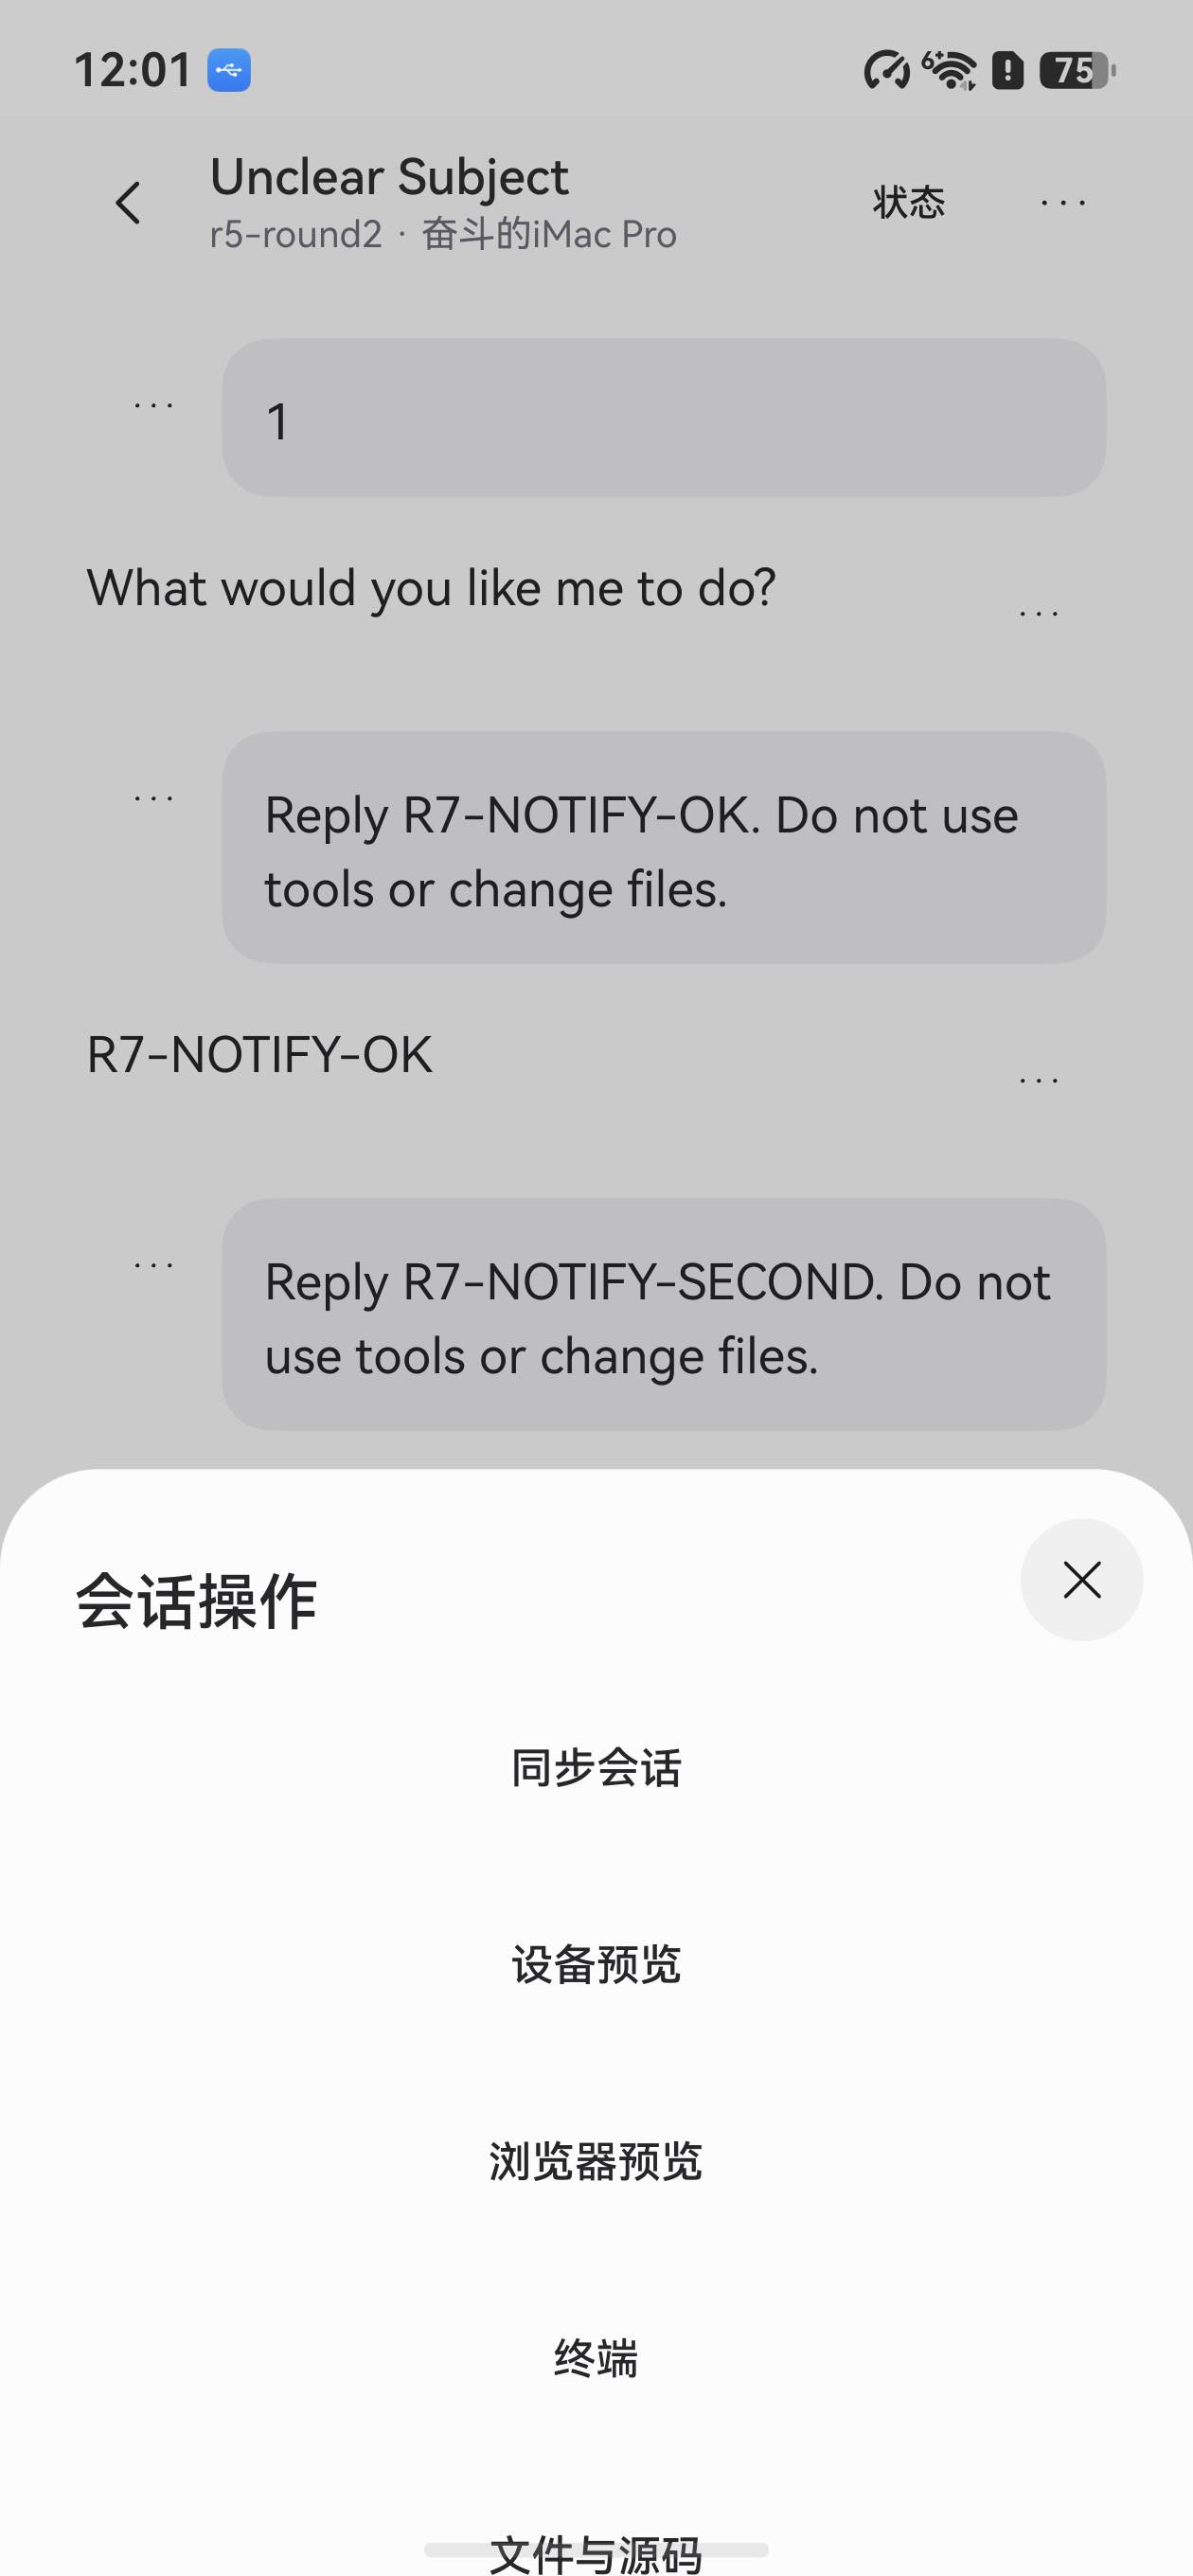 12:01
6+
75
Unclear Subject
r5-round2 · 奋斗的iMac Pro
状态
···
···
1
What would you like me to do?
···
···
Reply R7-NOTIFY-OK. Do not use
tools or change files.
R7-NOTIFY-OK
···
···
Reply R7-NOTIFY-SECOND. Do not
use tools or change files.
会话操作
同步会话
设备预览
浏览器预览
终端
文件与源码